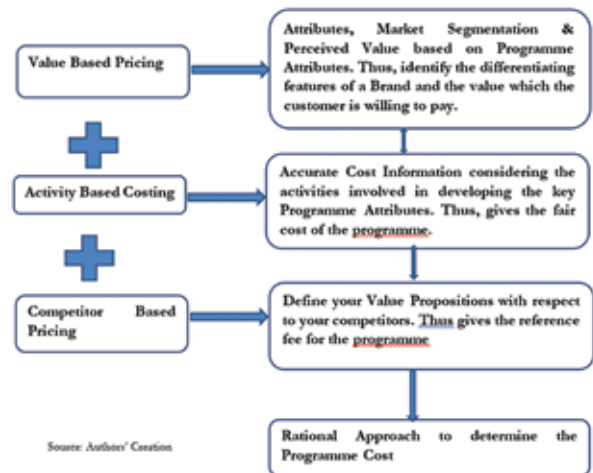 Attributes, Market Segmentation &
Perceived Value based on Programme
Attributes. Thus, identify the differentiating
features of a Brand and the value which the
customer is willing to pay.
Value Based Pricing
Accurate Cost Information considering the
activities involved in developing the key
Programme Attributes. Thus, gives the fair
cost of the programme.
Activity Based Costing
Define your Value Propositions with respect
to your competitors. Thus gives the reference
fee for the programme
Competitor Based
Pricing
Rational Approach to determine the
Programme Cost
Source: Authors' Creation